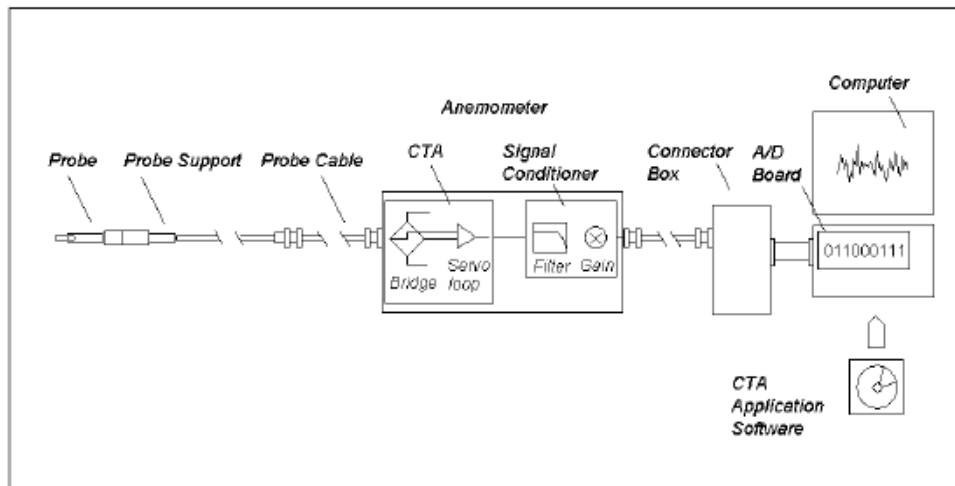 Computer
Anemometer
Probe
Probe Support
Probe Cable
CTA
Signal
Conditioner
Connector
Box
A/D
Board
Bridge
Servo
loop
Filter
Gain
011000111
CTA
Application
Software